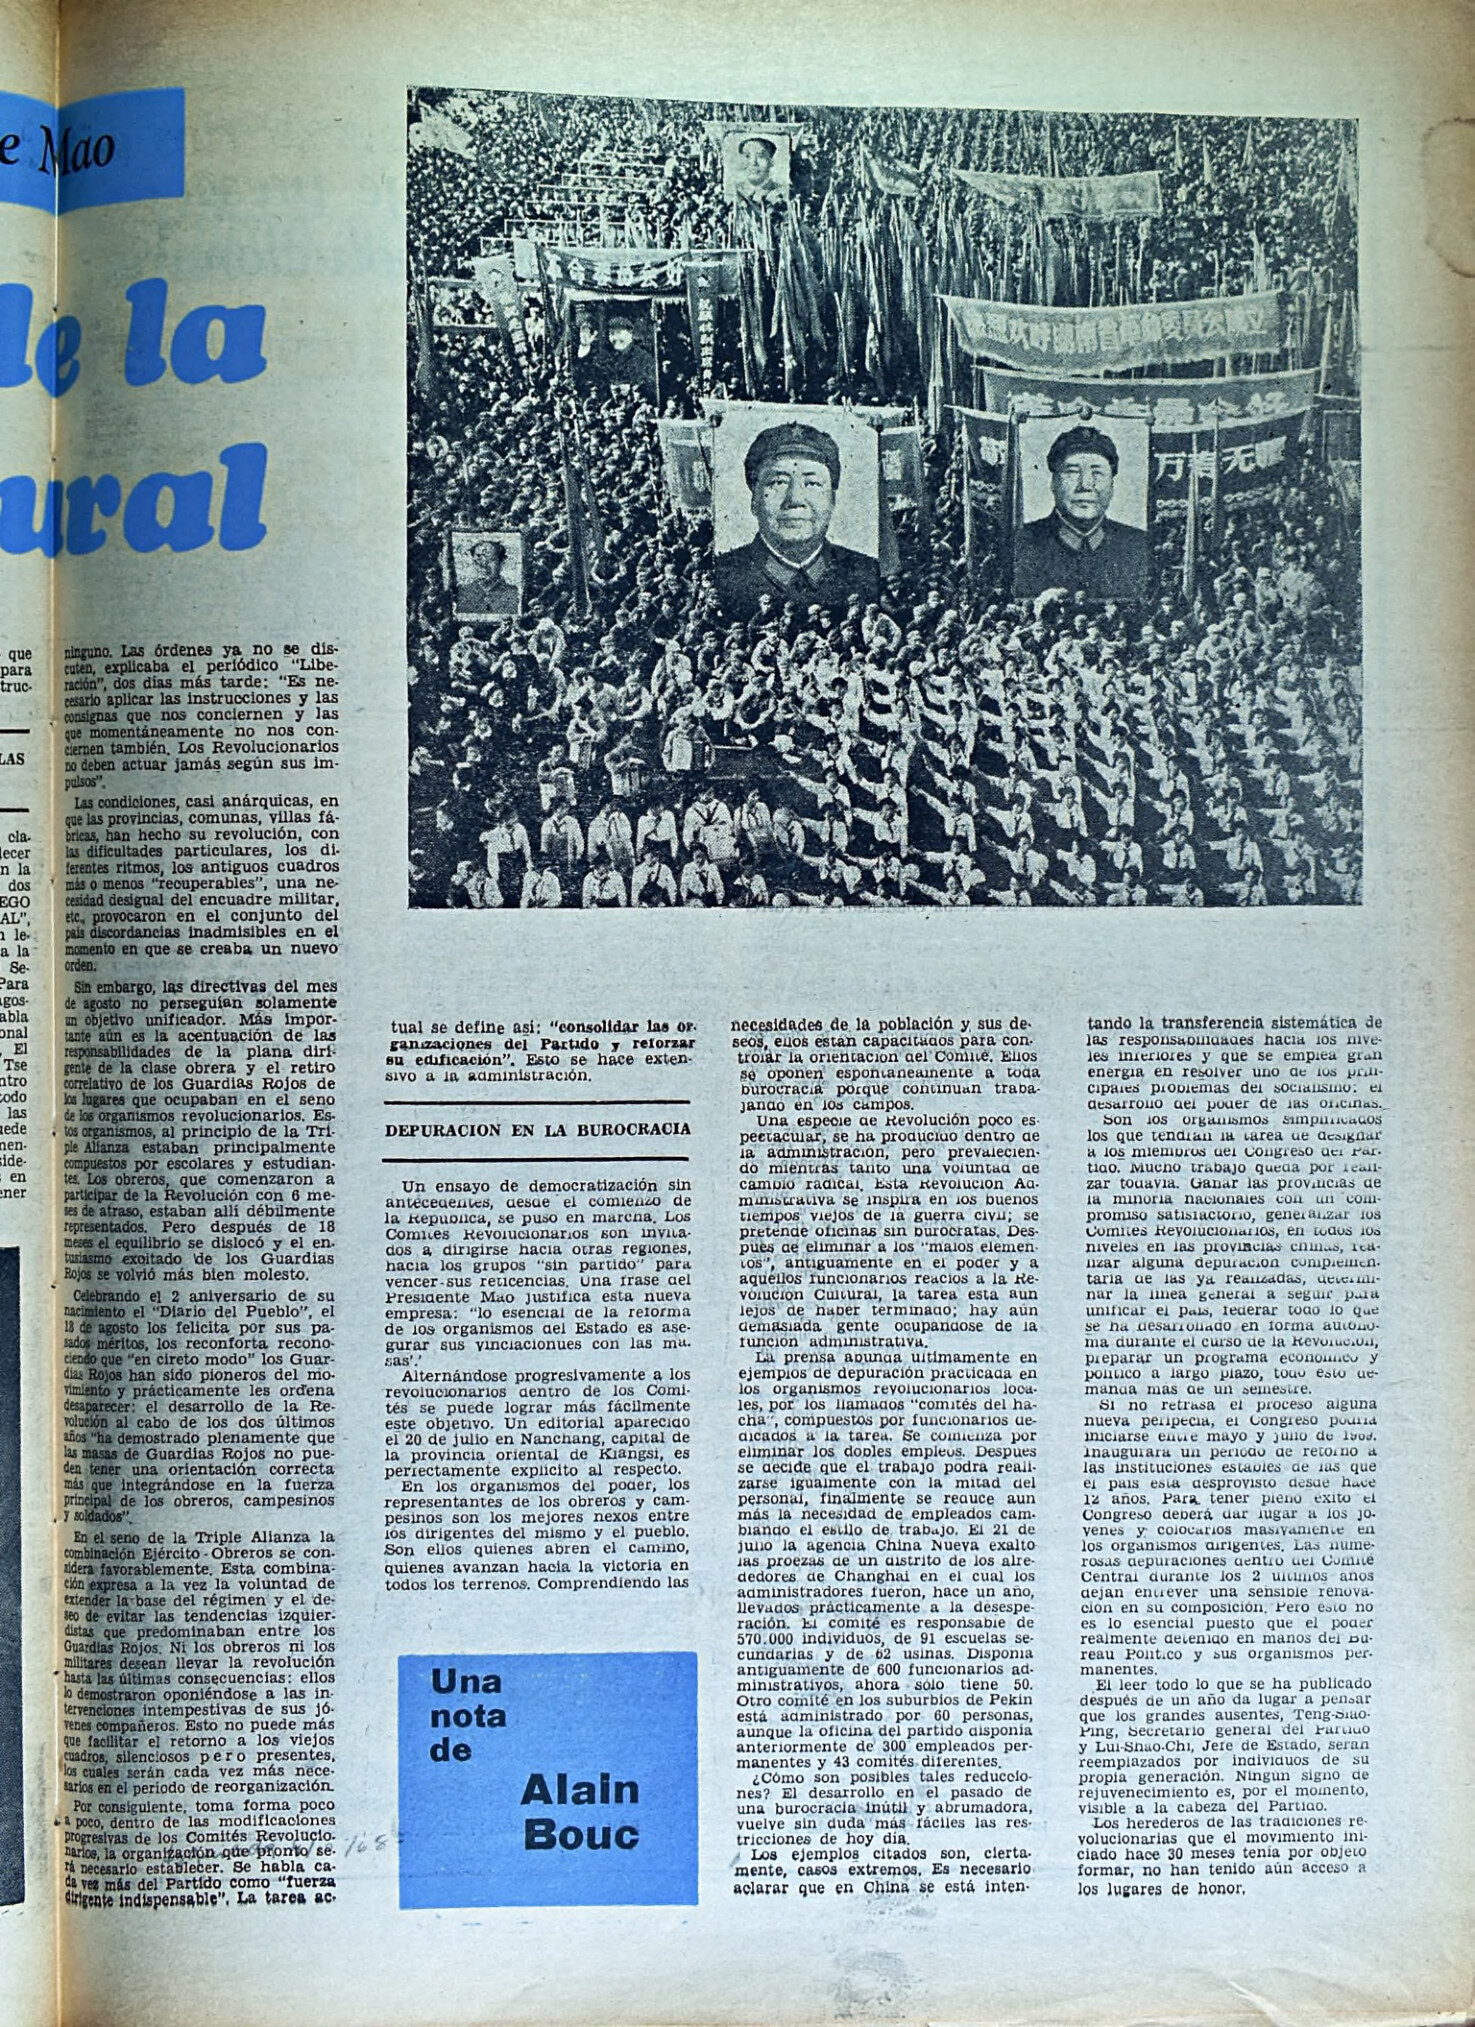 e Mao
de la
ural
que
para
truc-
LAS
cla-
lecer
n la
dos
EGO
AL",
n le-
a la
Se-
Para
agos-
abla
onal
El
Tse
ntro
todo
las
uede
men-
side-
en
ener
ninguno. Las órdenes ya no se dis-
cuten, explicaba el periódico "Libe-
ración", dos días más tarde: "Es ne-
cesario aplicar las instrucciones y las
consignas que nos conciernen y las
que momentáneamente no nos con-
ciernen también. Los Revolucionarios
no deben actuar jamás según sus im-
pulsos".
Las condiciones, casi anárquicas, en
que las provincias, comunas, villas fá-
bricas, han hecho su revolución, con
las dificultades particulares, los di-
ferentes ritmos, los antiguos cuadros
más o menos "recuperables", una ne-
cesidad desigual del encuadre militar,
etc., provocaron en el conjunto del
país discordancias inadmisibles en el
momento en que se creaba un nuevo
orden.
Sin embargo, las directivas del mes
de agosto no perseguían solamente
un objetivo unificador. Más impor-
tante aún es la acentuación de las
responsabilidades de la plana diri-
gente de la clase obrera y el retiro
correlativo de los Guardias Rojos de
los lugares que ocupaban en el seno
de los organismos revolucionarios. Es-
tos organismos, al principio de la Tri-
ple Alianza estaban principalmente
compuestos por escolares y estudian-
tes. Los obreros, que comenzaron a
participar de la Revolución con 6 me-
ses de atraso, estaban allí débilmente
representados. Pero después de 18
meses el equilibrio se dislocó y el en-
tusiasmo exoitado de los Guardias
Rojos se volvió más bien molesto.
Celebrando el 2 aniversario de su
nacimiento el "Diario del Pueblo", el
18 de agosto los felicita por sus pa-
sados méritos, los reconforta recono-
ciendo que "en cireto modo" los Guar-
dias Rojos han sido pioneros del mo-
vimiento y prácticamente les ordena
desaparecer: el desarrollo de la Re-
volución al cabo de los dos últimos
años "ha demostrado plenamente que
las masas de Guardias Rojos no pue-
den tener una orientación correcta
más que integrándose en la fuerza
principal de los obreros, campesinos
y soldados".
En el seno de la Triple Alianza la
combinación Ejército-Obreros se con-
sidera favorablemente. Esta combina-
ción expresa a la vez la voluntad de
extender la base del régimen y el de-
seo de evitar las tendencias izquier-
distas que predominaban entre los
Guardias Rojos. Ni los obreros ni los
militares desean llevar la revolución
hasta las últimas consecuencias: ellos
lo demostraron oponiéndose a las in-
tervenciones intempestivas de sus jó-
venes compañeros. Esto no puede más
que facilitar el retorno a los viejos
cuadros, silenciosos pero presentes,
los cuales serán cada vez más nece-
sarios en el periodo de reorganización.
Por consiguiente, toma forma poco
a poco, dentro de las modificaciones
progresivas de los Comités Revolucio-
narios, la organización que pronto se-
rá necesario establecer. Se habla ca-
da vez más del Partido como "fuerza
dirigente indispensable". La tarea ac-
万寿无疆
tual se define asi: "consolidar las or-
ganizaciones del Partido y reforzar
su edificación". Esto se hace exten-
sivo a la administración.
DEPURACION EN LA BUROCRACIA
Un ensayo de democratización sin
antecedentes, desde el comienzo de
la República, se puso en marcha. Los
Comités Revolucionarios son invita-
dos a dirigirse hacia otras regiones,
hacia los grupos "sin partido" para
vencer-sus reticencias. Una frase del
Presidente Mao justifica esta nueva
empresa: "lo esencial de la reforma
de los organismos del Estado es ase-
gurar sus vinclacionues con las ma-
sas'.'
Alternándose progresivamente a los
revolucionarios dentro de los Comi-
tés se puede lograr más fácilmente
este objetivo. Un editorial aparecido
el 20 de julio en Nanchang, capital de
la provincia oriental de Kiangsi, es
perfectamente explicito al respecto.
En los organismos del poder, los
representantes de los obreros y cam-
pesinos son los mejores nexos entre
los dirigentes del mismo y el pueblo.
Son ellos quienes abren el camino,
quienes avanzan hacia la victoria en
todos los terrenos. Comprendiendo las
Una
nota
de
Alain
Bouc
necesidades de la población y sus de-
seos, ellos están capacitados para con-
trolar la orientación del Comité. Ellos
se oponen espontáneamente a toda
burocracia porque continuan traba-
jando en los campos.
Una especie de Revolución poco es-
pectacular, se ha producido dentro de
la administración, pero prevalecien-
do mientras tanto una voluntad de
cambio radical. Esta Revolución Ad-
ministrativa se inspira en los buenos
tiempos viejos de la guerra civil; se
pretende oficinas sin burócratas. Des-
pués de eliminar a los "malos elemen-
tos", antiguamente en el poder y a
aquellos funcionarios reacios a la Re-
volución Cultural, la tarea está aun
lejos de haber terminado; hay aún
demasiada gente ocupándose de la
función administrativa.
La prensa abunda últimamente en
ejemplos de depuración practicada en
los organismos revolucionarios loca-
les, por los llamados "comités del ha-
cha", compuestos por funcionarios de-
dicados a la tarea. Se comienza por
eliminar los dobles empleos. Después
se decide que el trabajo podrá reali-
zarse igualmente con la mitad del
personal, finalmente se reduce aun
más la necesidad de empleados cam-
biando el estilo de trabajo. El 21 de
julio la agencia China Nueva exaltó
las proezas de un distrito de los alre-
dedores de Changhai en el cual los
administradores fueron, hace un año,
llevados prácticamente a la desespe-
ración. El comité es responsable de
570.000 individuos, de 91 escuelas se-
cundarias y de 62 usinas. Disponía
antiguamente de 600 funcionarios ad-
ministrativos, ahora sólo tiene 50.
Otro comité en los suburbios de Pekin
está administrado por 60 personas,
aunque la oficina del partido disponía
anteriormente de 300 empleados per-
manentes y 43 comités diferentes.
¿Cómo son posibles tales reduccio-
nes? El desarrollo en el pasado de
una burocracia inútil y abrumadora,
vuelve sin duda más fáciles las res-
tricciones de hoy día.
Los ejemplos citados son, cierta-
mente, casos extremos. Es necesario
aclarar que en China se está inten-
tando la transferencia sistemática de
las responsabilidades hacia los nive-
les inferiores y que se emplea gran
energía en resolver uno de los prin-
cipales problemas del socialismo: el
desarrollo del poder de las oficinas.
Son los organismos simplificados
los que tendrían la tarea de designar
a los miembros del Congreso del Par-
tido. Mucho trabajo queda por reali-
zar todavía. Ganar las provincias de
la minoría nacionales con un com-
promiso satisfactorio, generalizar los
Comités Revolucionarios, en todos los
niveles en las provincias chinas, rea-
lizar alguna depuración complemen-
taria de las ya realizadas, determi-
nar la línea general a seguir para
unificar el país, federar todo lo que
se ha desarrollado en forma autóno-
ma durante el curso de la Revolución,
preparar un programa económico y
político a largo plazo, todo esto de-
manda más de un semestre.
Si no retrasa el proceso alguna
nueva peripecia, el Congreso podría
iniciarse entre mayo y junio de 1969.
Inaugurará un período de retorno a
las instituciones estables de las que
el país está desprovisto desde hace
12 años. Para tener pleno éxito el
Congreso deberá dar lugar a los jó-
venes y colocarlos masivamente en
los organismos dirigentes. Las nume-
rosas depuraciones dentro del Comité
Central durante los 2 últimos años
dejan entrever una sensible renova-
ción en su composición. Pero esto no
es lo esencial puesto que el poder
realmente detenido en manos del Bu-
reau Político y sus organismos per-
manentes.
El leer todo lo que se ha publicado
después de un año da lugar a pensar
que los grandes ausentes, Teng-Siao-
Ping, Secretario general del Partido
y Lui-Shao-Chi, Jefe de Estado, serán
reemplazados por individuos de su
propia generación. Ningun signo de
rejuvenecimiento es, por el momento,
visible a la cabeza del Partido.
Los herederos de las tradiciones re-
volucionarias que el movimiento ini-
ciado hace 30 meses tenía por objeto
formar, no han tenido aún acceso a
los lugares de honor.